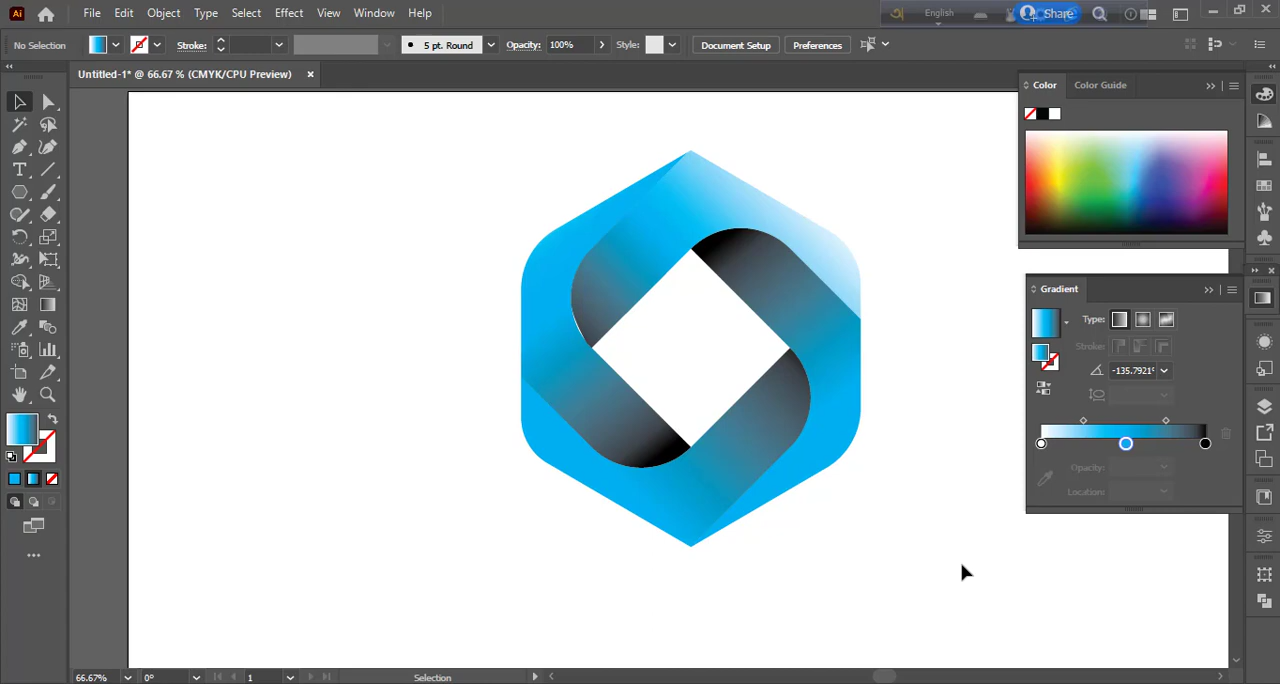 Ai File Edit Object Type Select Effect View Window Help English Share
No Selection Stroke: 5 pt. Round Opacity: 100% Style: Document Setup Preferences
Untitled-1* @ 66.67 % (CMYK/CPU Preview)
Color Color Guide
Gradient
Type:
Stroke:
-135.7921°
Opacity:
Location:
66.67% 0° 1 Selection